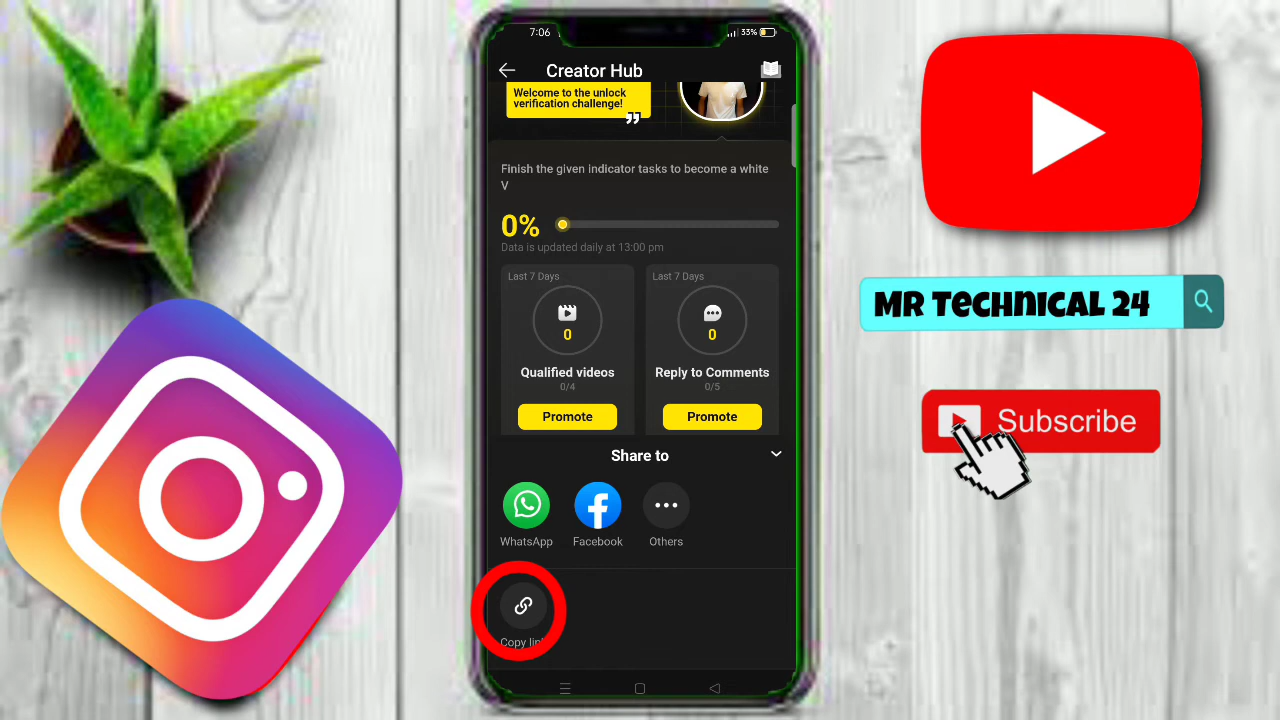 7:06
33%
Creator Hub
Welcome to the unlock
verification challenge!
Finish the given indicator tasks to become a white
V
0%
Data is updated daily at 13:00 pm
Last 7 Days
0
Qualified videos
0/4
Promote
Last 7 Days
0
Reply to Comments
0/5
Promote
Share to
WhatsApp
Facebook
Others
Copy link
MR Technical 24
Subscribe